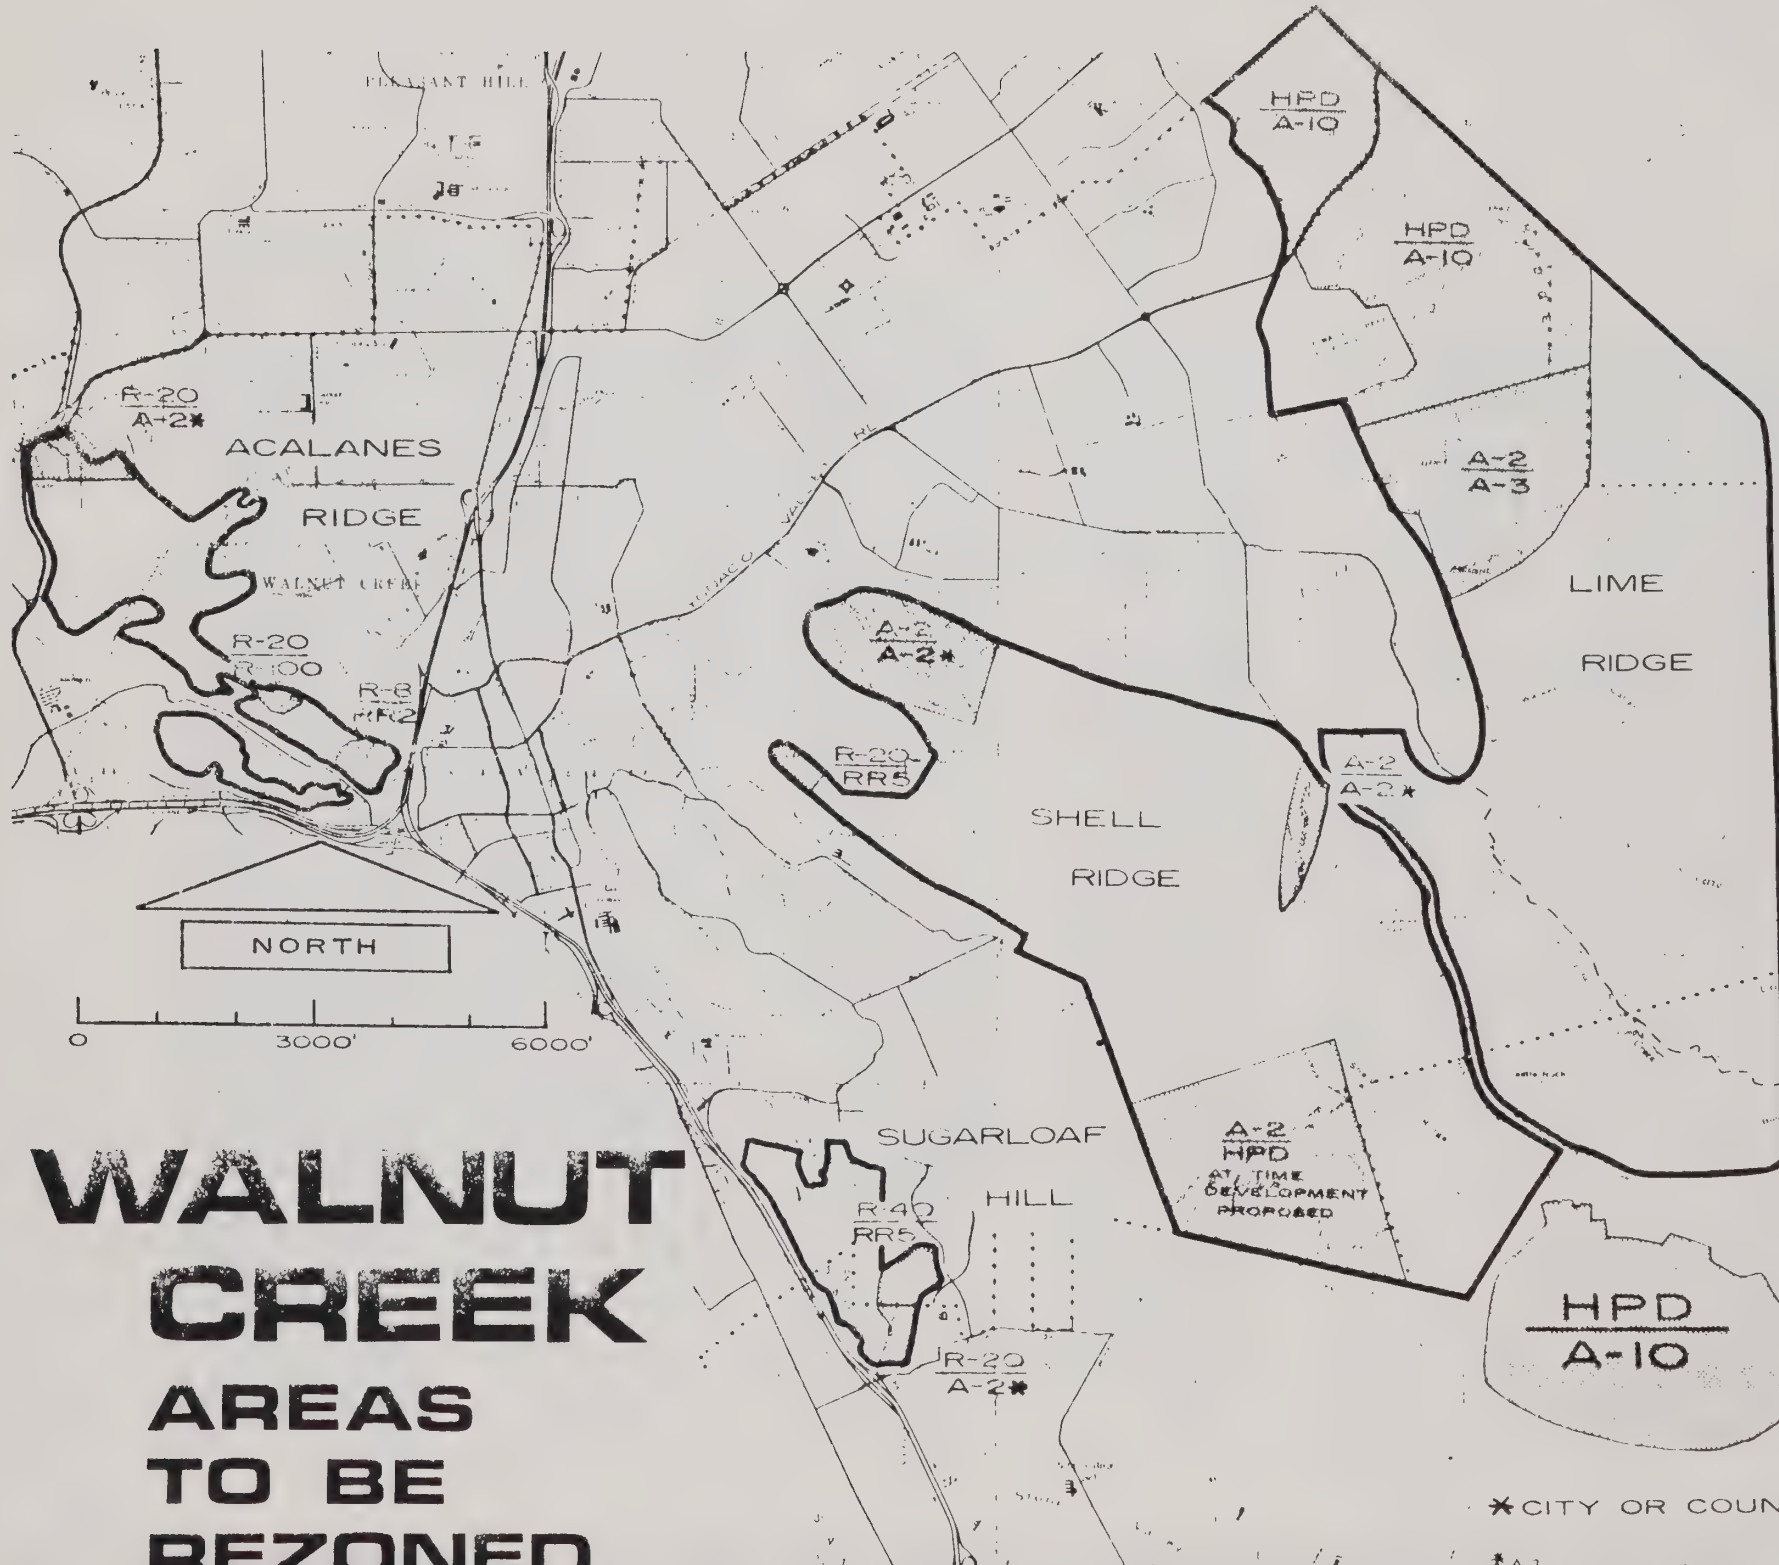 PLEASANT HILL
HPD
A-10
HPD
A-10
R-20
A-2*
ACALANES
RIDGE
WALNUT CREEK
A-2
A-3
LIME
RIDGE
R-20
R-100
R-8
A-2
A-2*
R-20
RR5
A-2
A-2*
SHELL
RIDGE
NORTH
0 3000' 6000'
WALNUT
CREEK
AREAS
TO BE
REZONED
SUGARLOAF
HILL
R-40
RR5
A-2
HPD
AT TIME
DEVELOPMENT
PROPOSED
R-20
A-2*
HPD
A-10
*CITY OR COUN